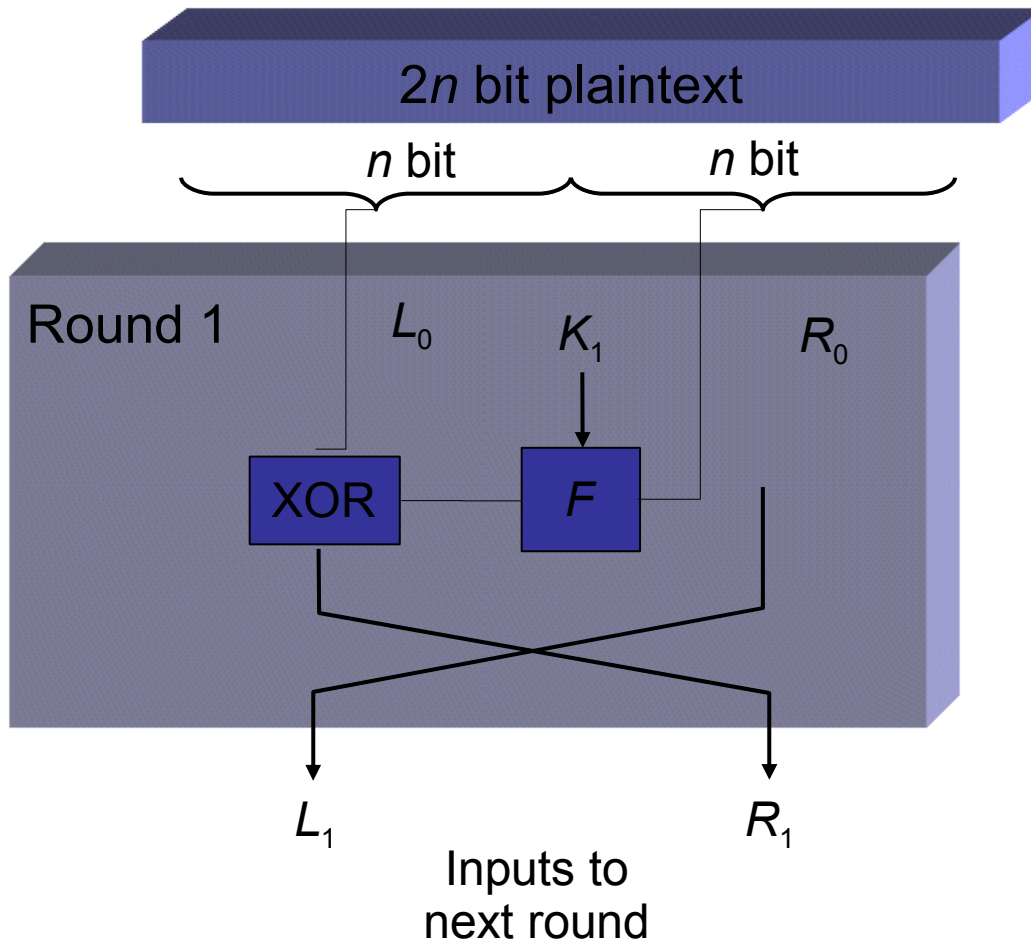 2n bit plaintext
n bit
n bit
Round 1
L₀
K₁
R₀
XOR
F
L₁
R₁
Inputs to
next round